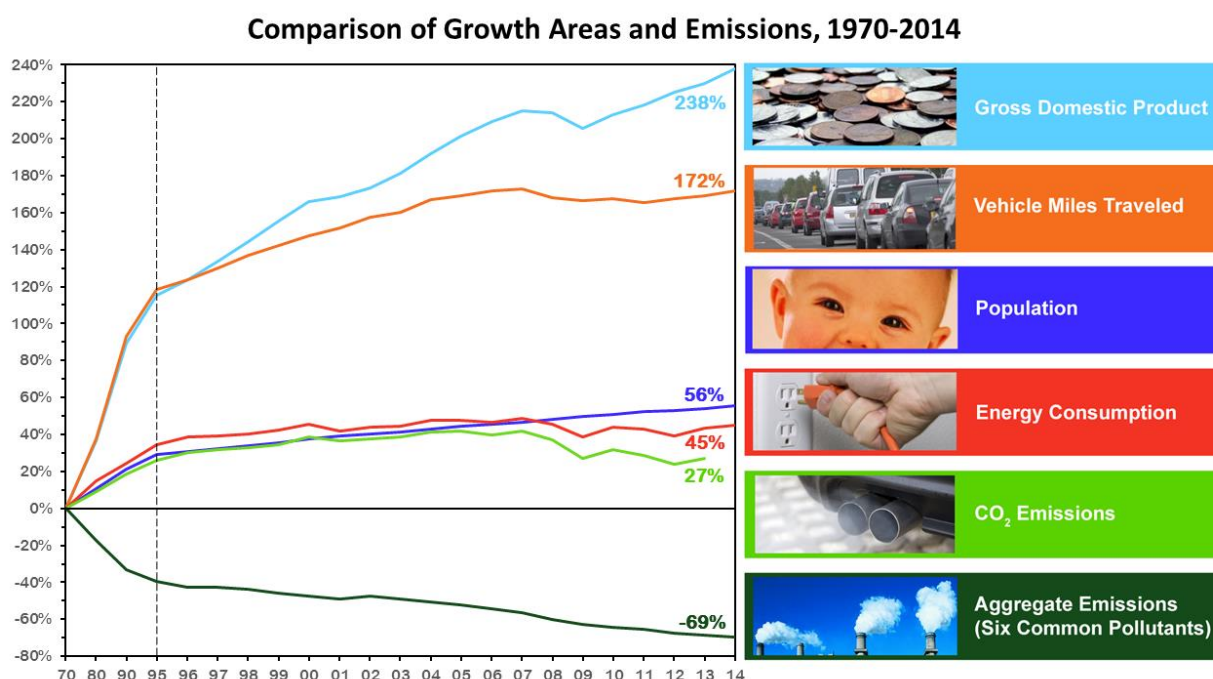 Comparison of Growth Areas and Emissions, 1970-2014
240%
220%
200%
180%
160%
140%
120%
100%
80%
60%
40%
20%
0%
-20%
-40%
-60%
-80%
238%
172%
56%
45%
27%
-69%
70 80 90 95 96 97 98 99 00 01 02 03 04 05 06 07 08 09 10 11 12 13 14
Gross Domestic Product
Vehicle Miles Traveled
Population
Energy Consumption
CO₂ Emissions
Aggregate Emissions
(Six Common Pollutants)